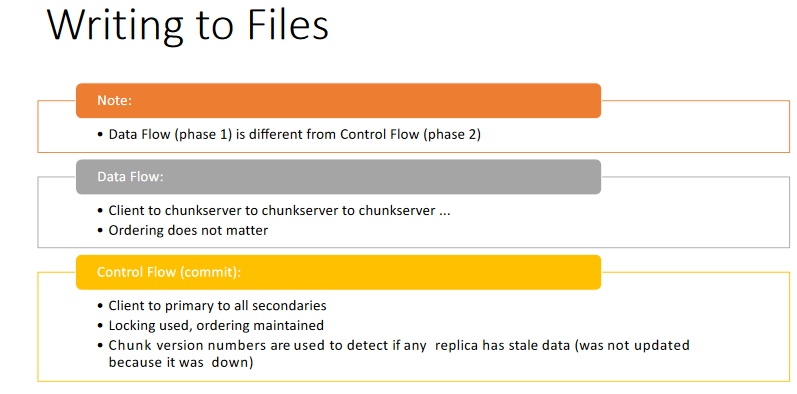 Writing to Files
Note:
• Data Flow (phase 1) is different from Control Flow (phase 2)
Data Flow:
• Client to chunkserver to chunkserver to chunkserver ...
• Ordering does not matter
Control Flow (commit):
• Client to primary to all secondaries
• Locking used, ordering maintained
• Chunk version numbers are used to detect if any replica has stale data (was not updated
because it was down)